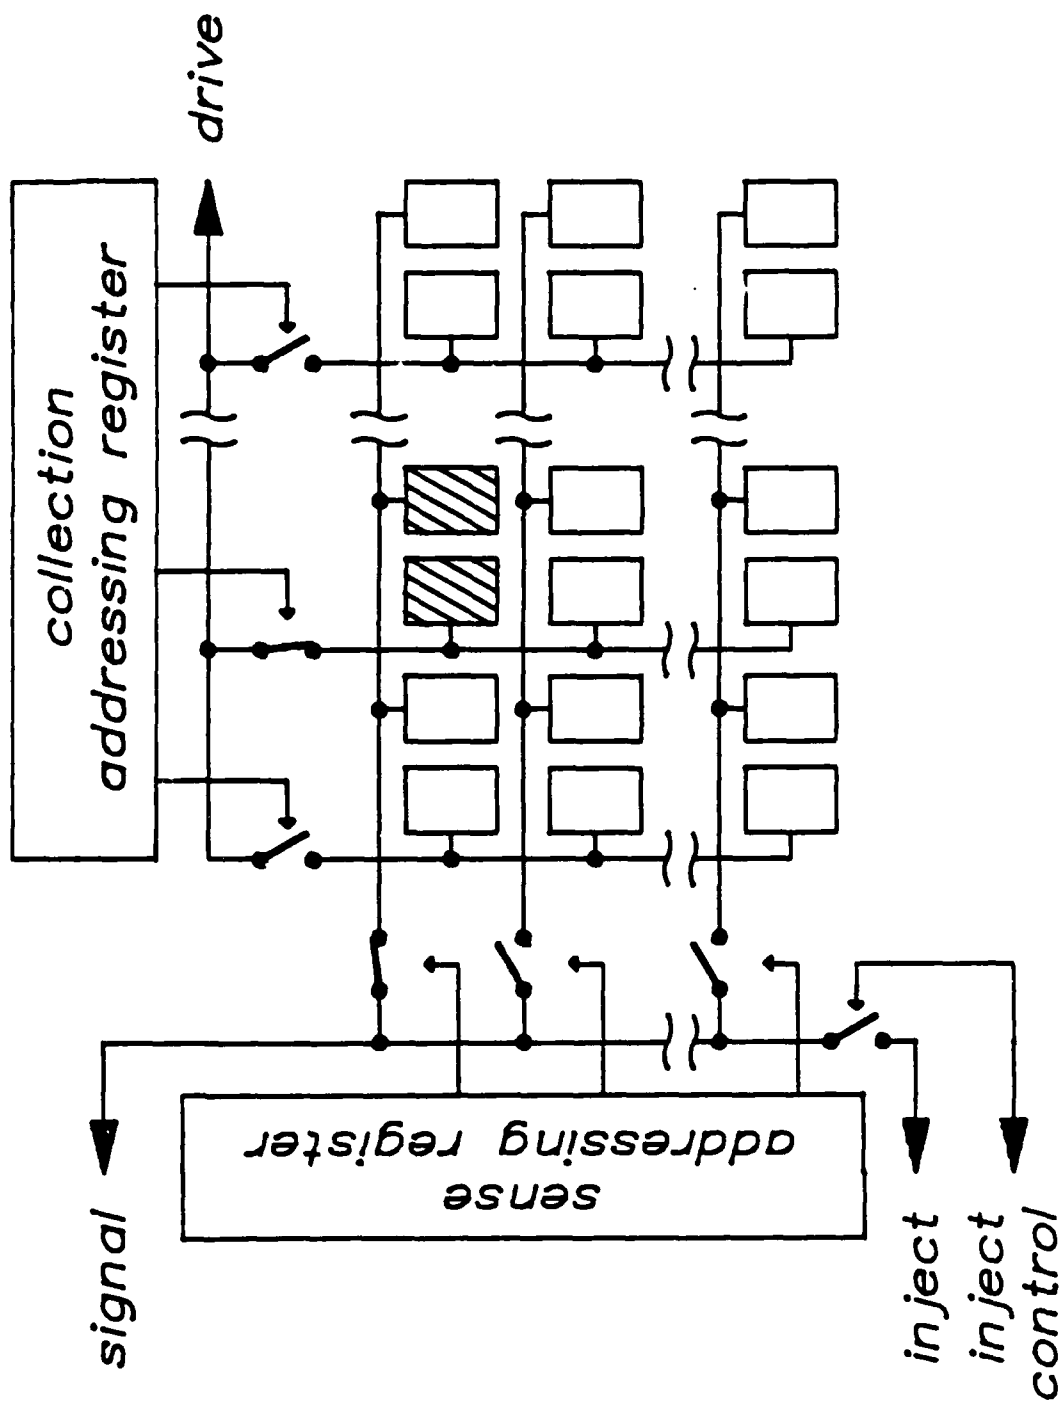 collection
addressing register
drive
sense
addressing register
signal
inject
inject
control